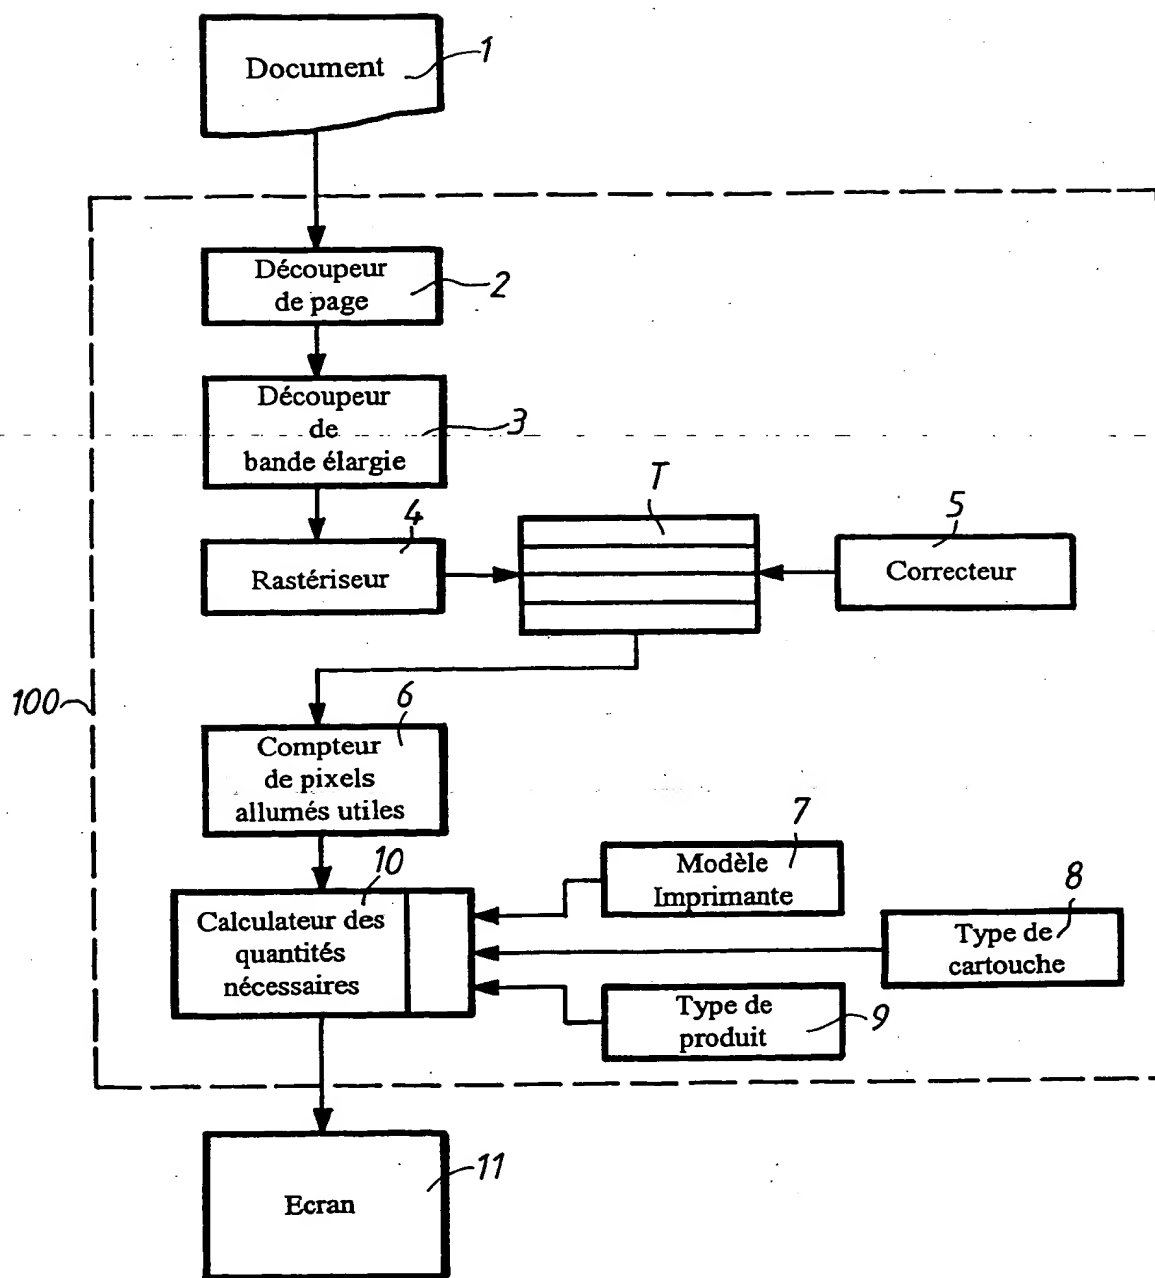 Document
1
Découpeur
de page
2
Découpeur
de
bande élargie
3
T
4
5
Rastériseur
Correcteur
100
6
Compteur
de pixels
allumés utiles
7
Modèle
Imprimante
10
8
Calculateur des
quantités
nécessaires
Type de
cartouche
Type de
produit
9
Ecran
11